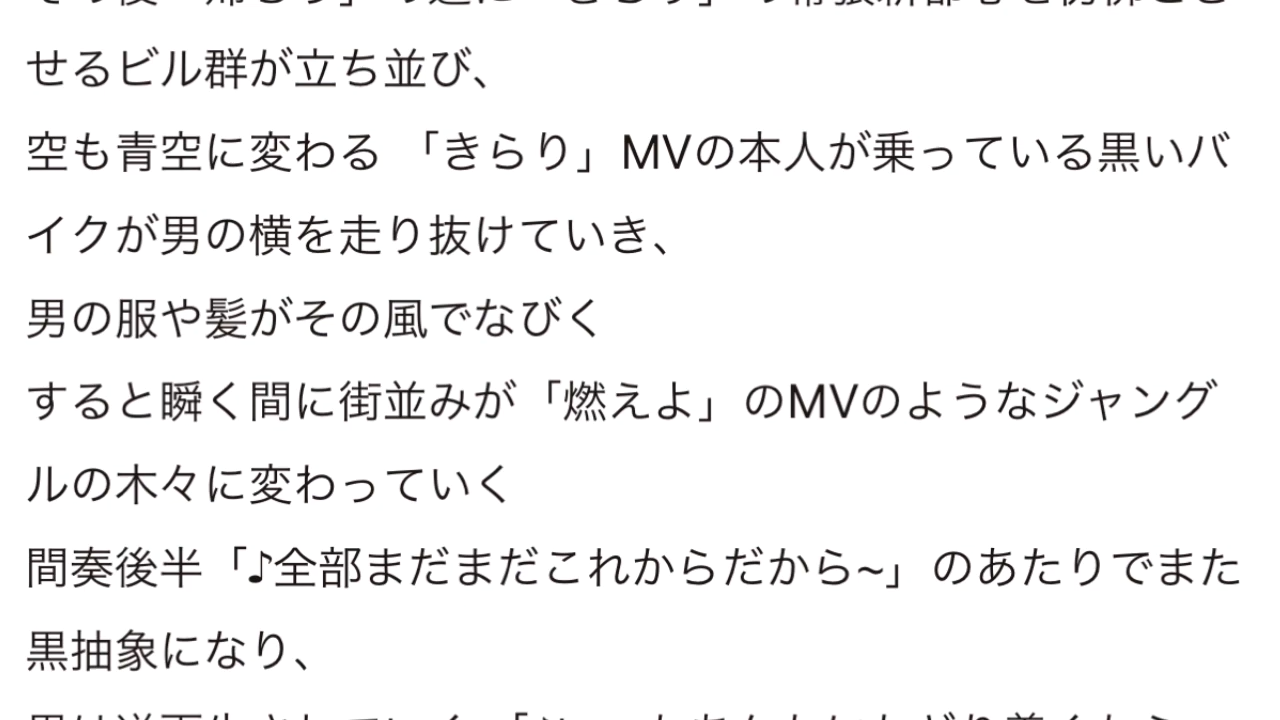 せるビル群が立ち並び、
空も青空に変わる 「きらり」MVの本人が乗っている黒いバ
イクが男の横を走り抜けていき、
男の服や髪がその風でなびく
すると瞬く間に街並みが「燃えよ」のMVのようなジャング
ルの木々に変わっていく
間奏後半「♪全部まだまだこれからだから~」のあたりでまた
黒抽象になり、